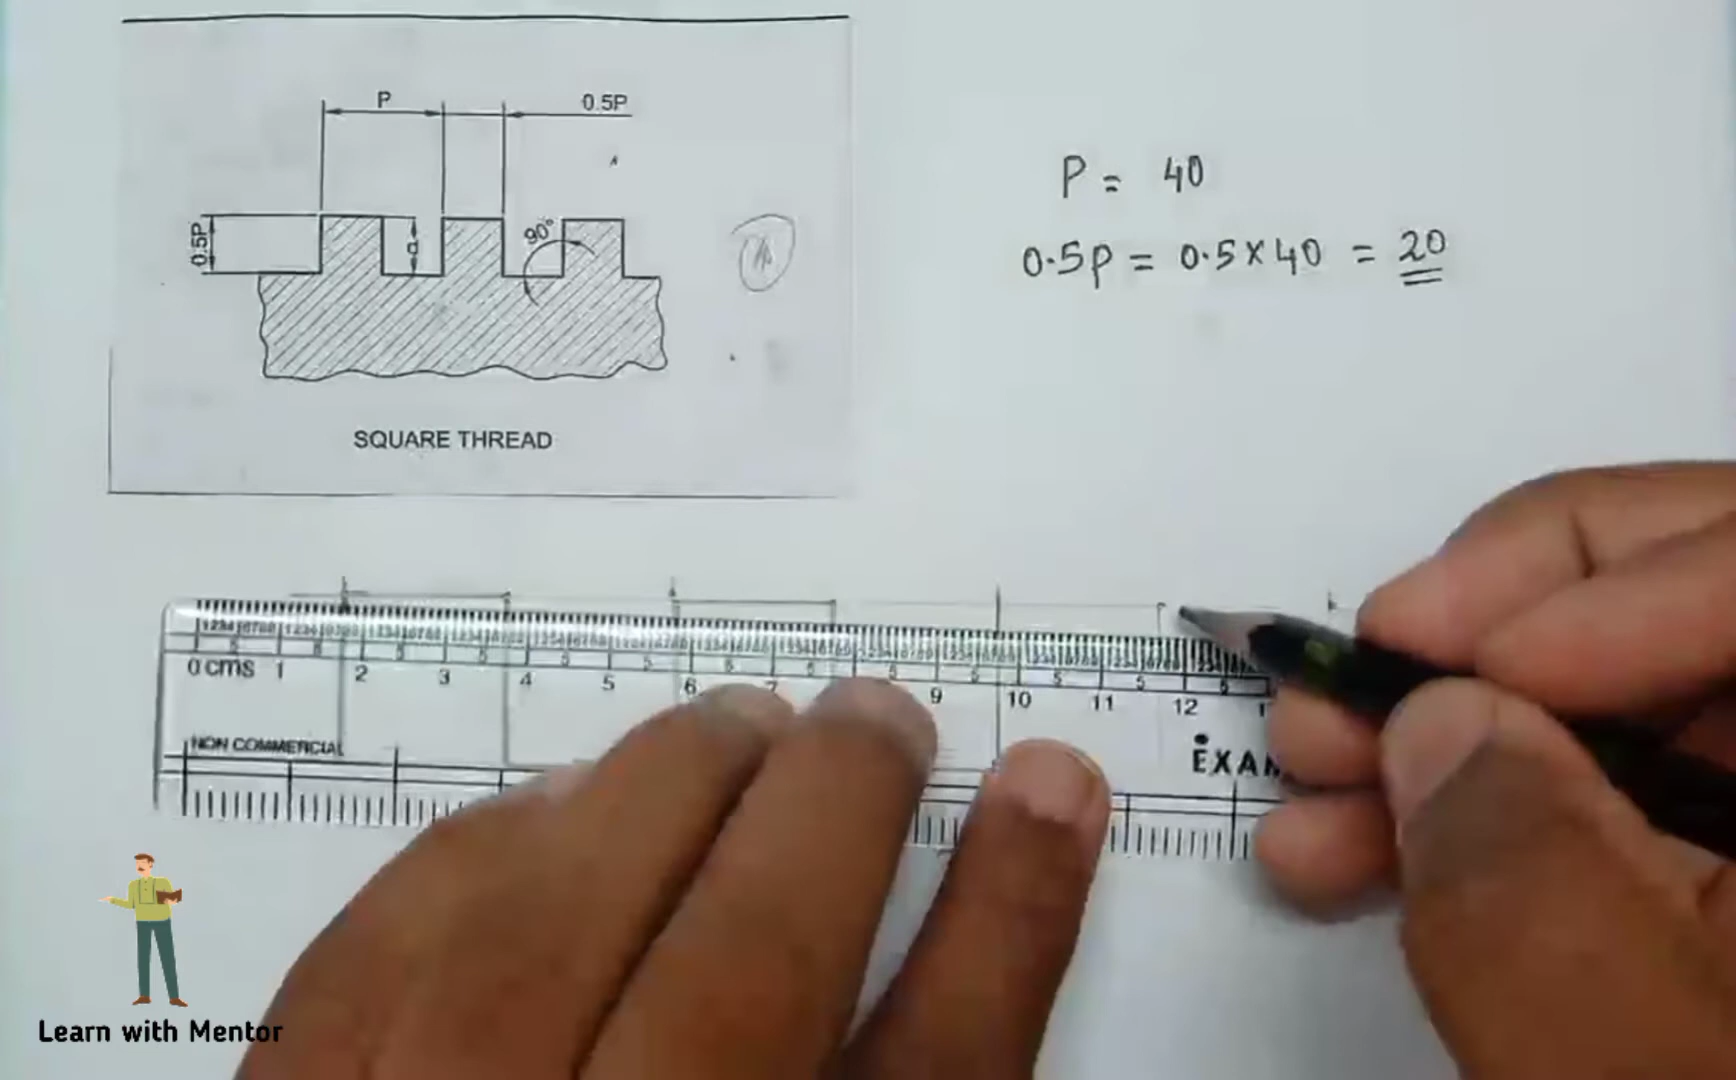 P
0.5P
0.5P
d
90°
SQUARE THREAD
P = 40
0.5P = 0.5×40 = 20
0 cms 1 2 3 4 5 6 7 9 10 11 12
NON COMMERCIAL
EXAM
Learn with Mentor